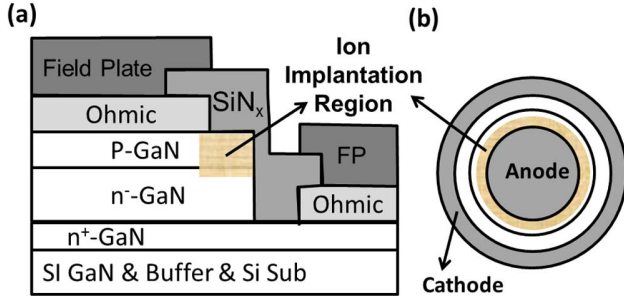 (a)
(b)
Field Plate
SiNₓ
Ion
Implantation
Region
Ohmic
P-GaN
FP
Anode
n⁻-GaN
Ohmic
n⁺-GaN
SI GaN & Buffer & Si Sub
Cathode